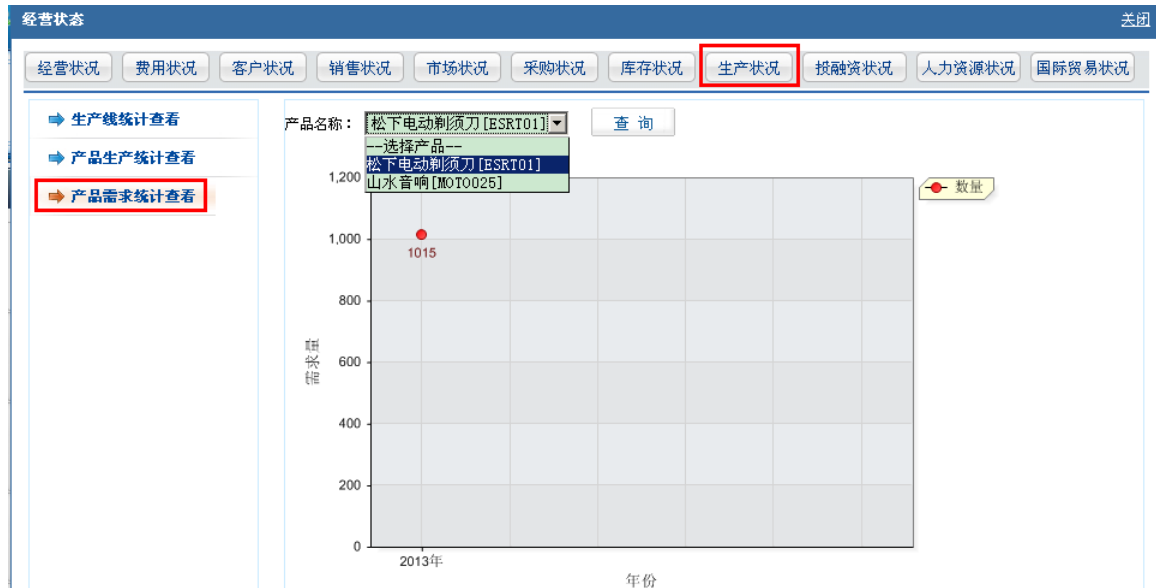 经营状态 关闭
经营状况 费用状况 客户状况 销售状况 市场状况 采购状况 库存状况 生产状况 投融资状况 人力资源状况 国际贸易状况
生产线统计查看
产品生产统计查看
产品需求统计查看
产品名称： 松下电动剃须刀[ESRT01] 查 询
--选择产品--
松下电动剃须刀[ESRT01]
山水音响[MOTO025]
数量
1,200
1,000
1015
800
600
400
200
0
需求量
2013年
年份